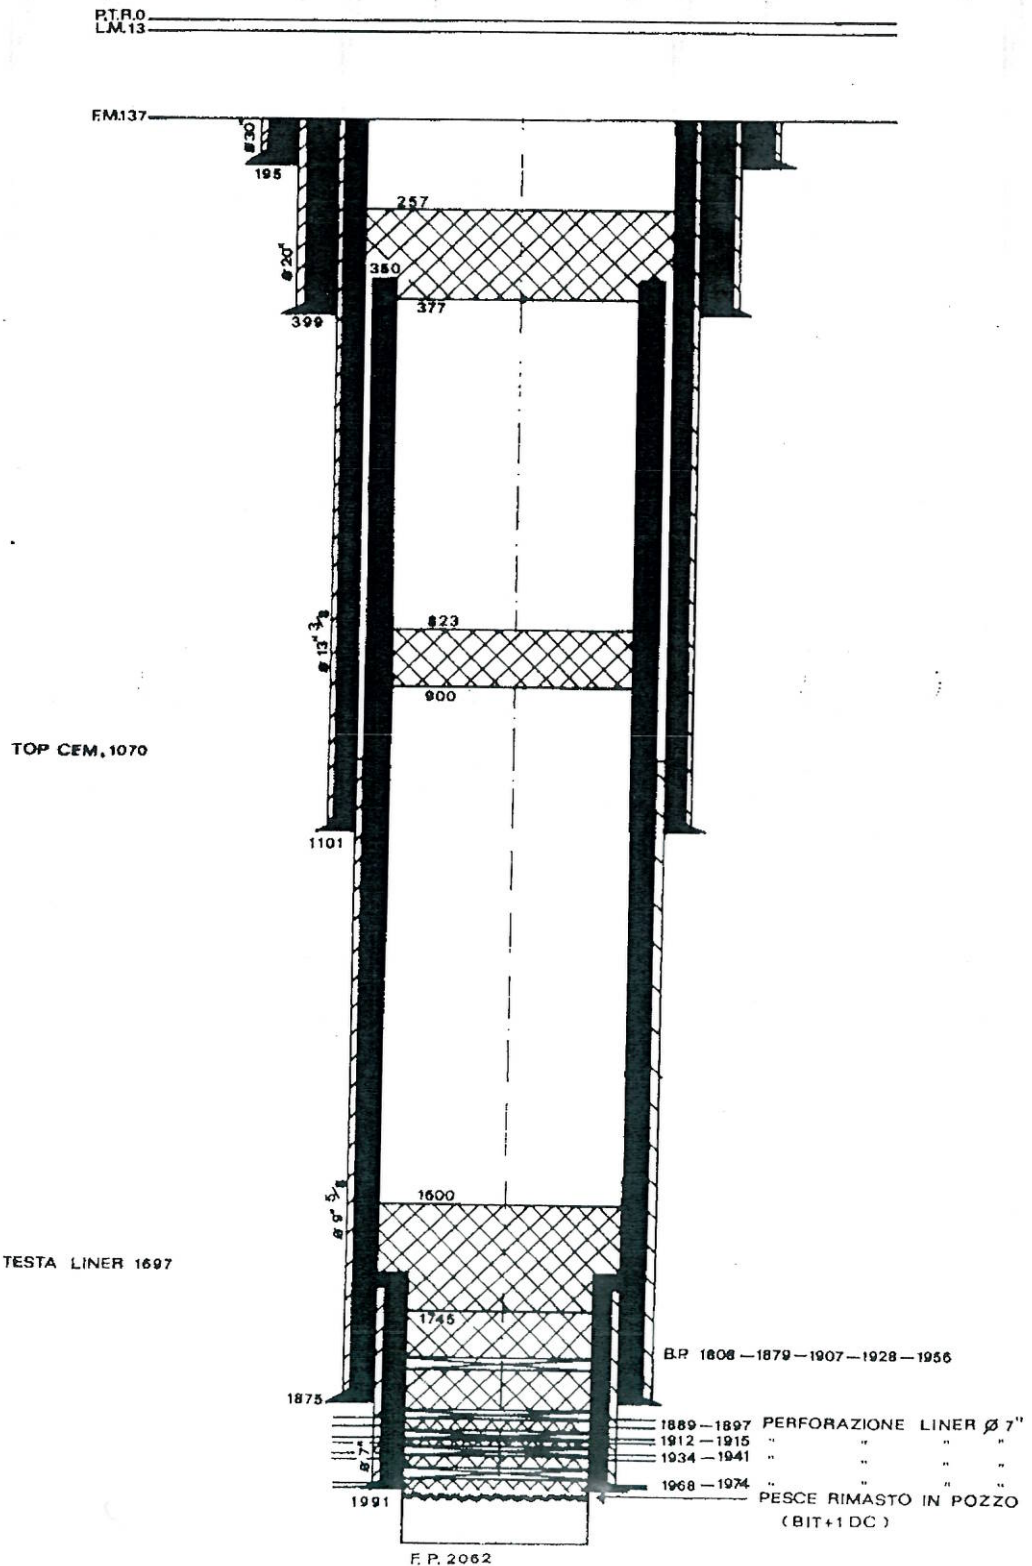 P.T.R.0
L.M.13
F.M.137
Ø30"
195
257
Ø20"
350
377
399
Ø 13" 3/8
823
900
TOP CEM. 1070
1101
1600
Ø 9" 5/8
TESTA LINER 1697
1745
B.P. 1808—1879—1907—1928—1956
1875
1889—1897 PERFORAZIONE LINER Ø 7"
1912—1915 " " " "
1934—1941 " " " "
Ø 7"
1968—1974 " " " "
1991
PESCE RIMASTO IN POZZO
(BIT+1 DC)
F.P. 2062